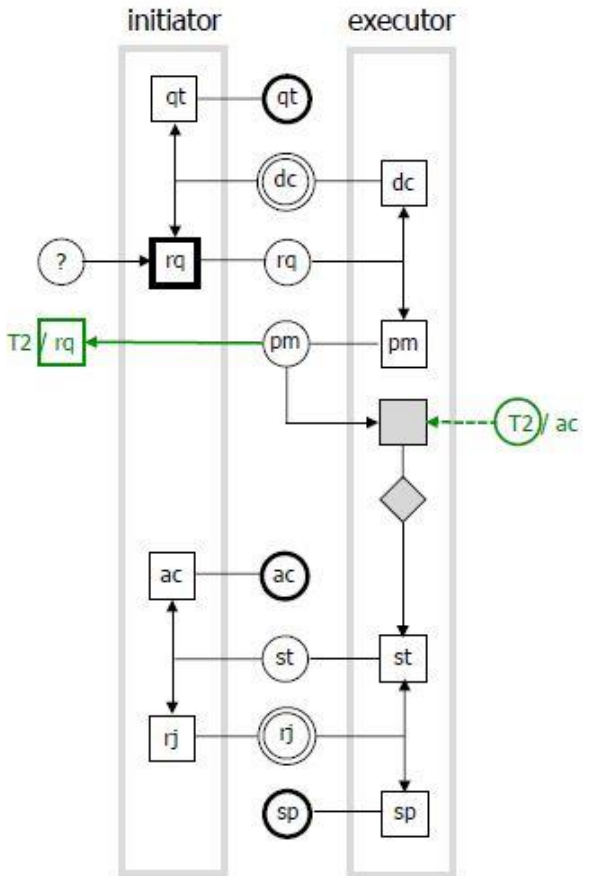 initiator executor
qt qt
dc dc
? rq rq
T2 / rq pm pm
T2 / ac
ac ac
st st
rj rj
sp sp